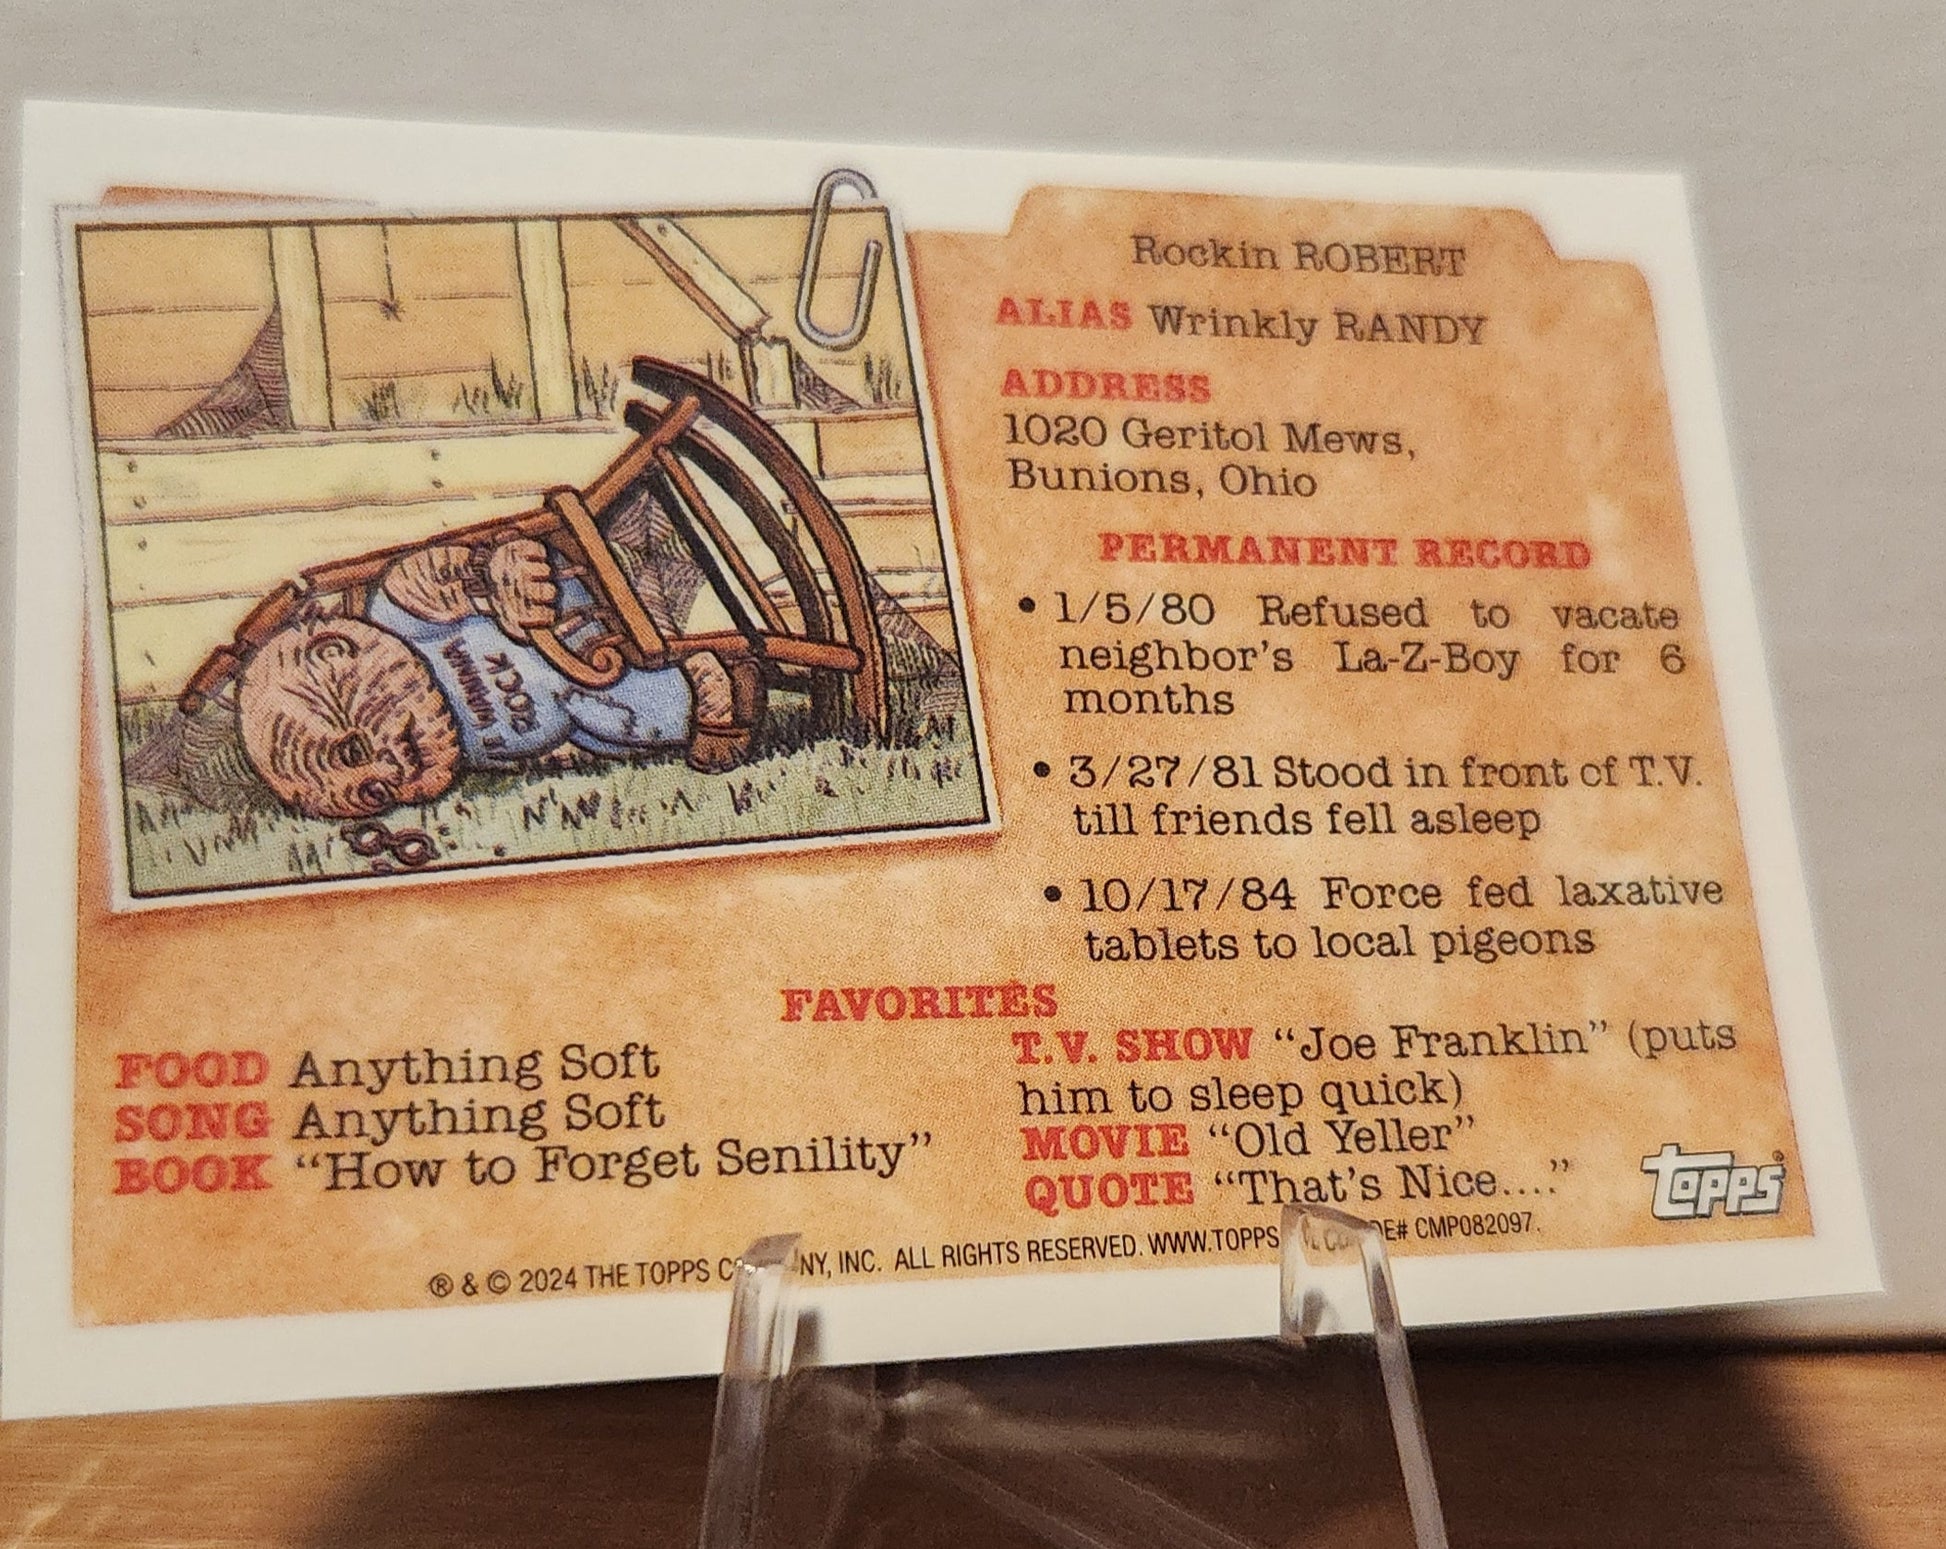 Rockin ROBERT
ALIAS Wrinkly RANDY
ADDRESS
1020 Geritol Mews,
Bunions, Ohio
PERMANENT RECORD
• 1/5/80 Refused to vacate
neighbor's La-Z-Boy for 6
months
• 3/27/81 Stood in front of T.V.
till friends fell asleep
• 10/17/84 Force fed laxative
tablets to local pigeons
I WANNA
ROCK
FAVORITES
FOOD Anything Soft
SONG Anything Soft
BOOK "How to Forget Senility"
T.V. SHOW "Joe Franklin" (puts
him to sleep quick)
MOVIE "Old Yeller"
QUOTE "That's Nice...."
topps®
® & © 2024 THE TOPPS C NY, INC. ALL RIGHTS RESERVED. WWW.TOPPS DE# CMP082097.